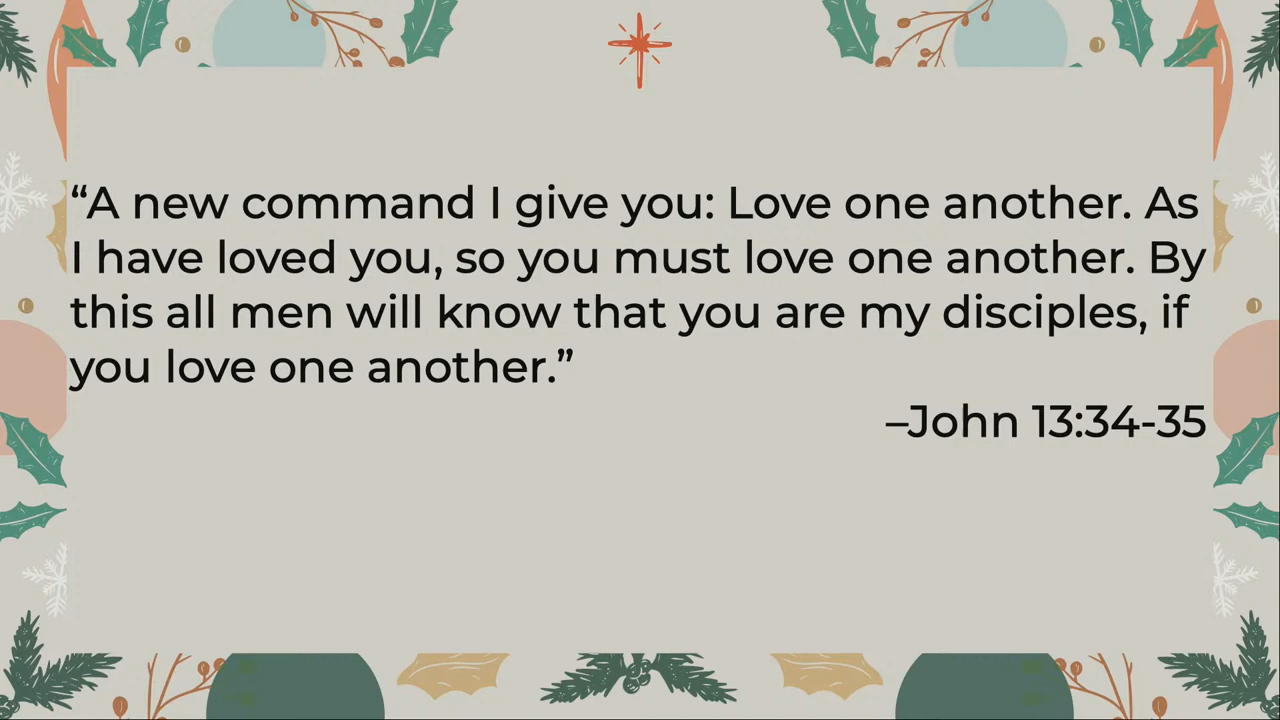 “A new command I give you: Love one another. As
I have loved you, so you must love one another. By
this all men will know that you are my disciples, if
you love one another.”
–John 13:34-35